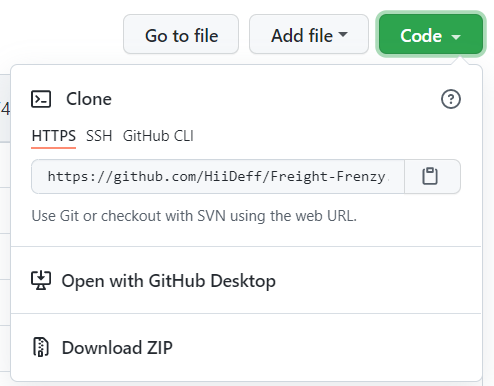 Go to file Add file Code
Clone
HTTPS SSH GitHub CLI
https://github.com/HiiDeff/Freight-Frenzy
Use Git or checkout with SVN using the web URL.
Open with GitHub Desktop
Download ZIP